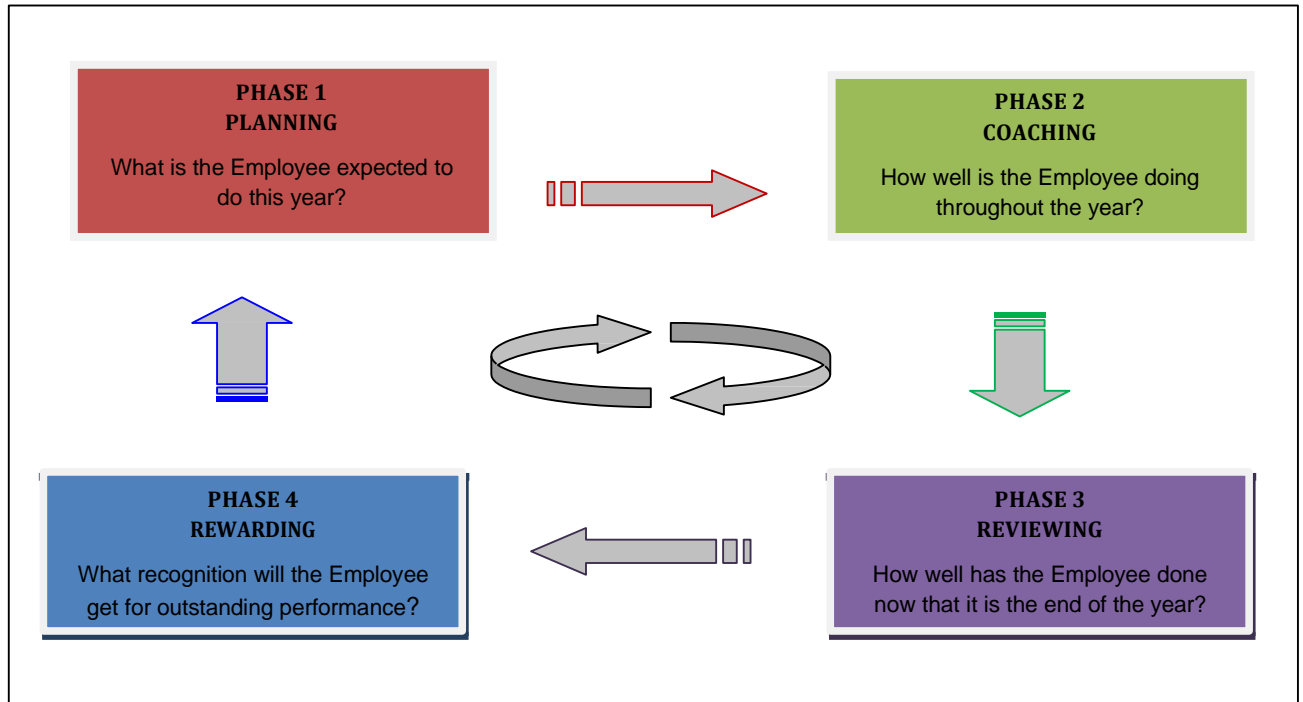 PHASE 1
PLANNING
What is the Employee expected to
do this year?
PHASE 2
COACHING
How well is the Employee doing
throughout the year?
PHASE 4
REWARDING
What recognition will the Employee
get for outstanding performance?
PHASE 3
REVIEWING
How well has the Employee done
now that it is the end of the year?